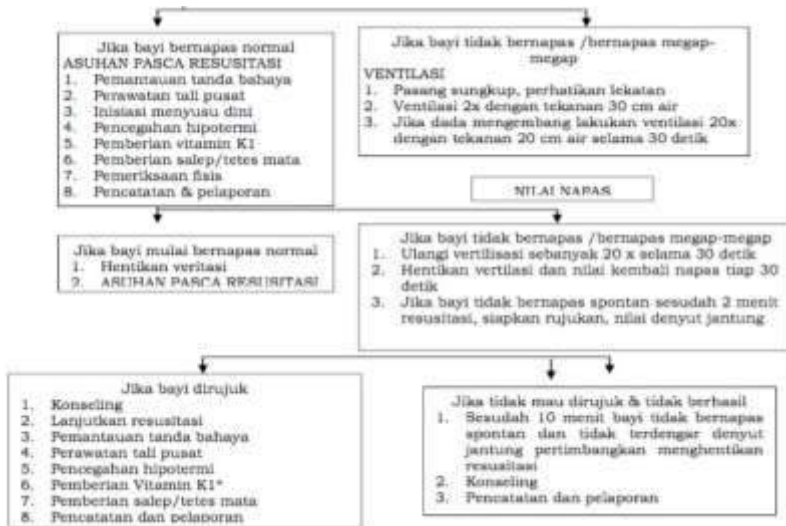 Jika bayi bernapas normal
ASUHAN PASCA RESUSITASI
1. Pemantauan tanda bahaya
2. Perawatan tali pusat
3. Inisiasi menyusu dini
4. Pencegahan hipotermi
5. Pemberian vitamin K1
6. Pemberian salep/tetes mata
7. Pemeriksaan fisis
8. Pencatatan & pelaporan
Jika bayi tidak bernapas /bernapas megap-
megap
VENTILASI
1. Pasang sungkup, perhatikan lekatan
2. Ventilasi 2x dengan tekanan 30 cm air
3. Jika dada mengembang lakukan ventilasi 20x
dengan tekanan 20 cm air selama 30 detik
NILAI NAPAS
Jika bayi mulai bernapas normal
1. Hentikan veritasi
2. ASUHAN PASCA RESUSITASI
Jika bayi tidak bernapas /bernapas megap-megap
1. Ulangi vertilisasi sebanyak 20 x selama 30 detik
2. Hentikan vertilasi dan nilai kembali napas tiap 30
detik
3. Jika bayi tidak bernapas spontan sesudah 2 menit
resusitasi, siapkan rujukan, nilai denyut jantung
Jika bayi dirujuk
1. Konseling
2. Lanjutkan resusitasi
3. Pemantauan tanda bahaya
4. Perawatan tali pusat
5. Pencegahan hipotermi
6. Pemberian Vitamin K1*
7. Pemberian salep/tetes mata
8. Pencatatan dan pelaporan
Jika tidak mau dirujuk & tidak berhasil
1. Sesudah 10 menit bayi tidak bernapas
spontan dan tidak terdengar denyut
jantung pertimbangkan menghentikan
resusitasi
2. Konseling
3. Pencatatan dan pelaporan